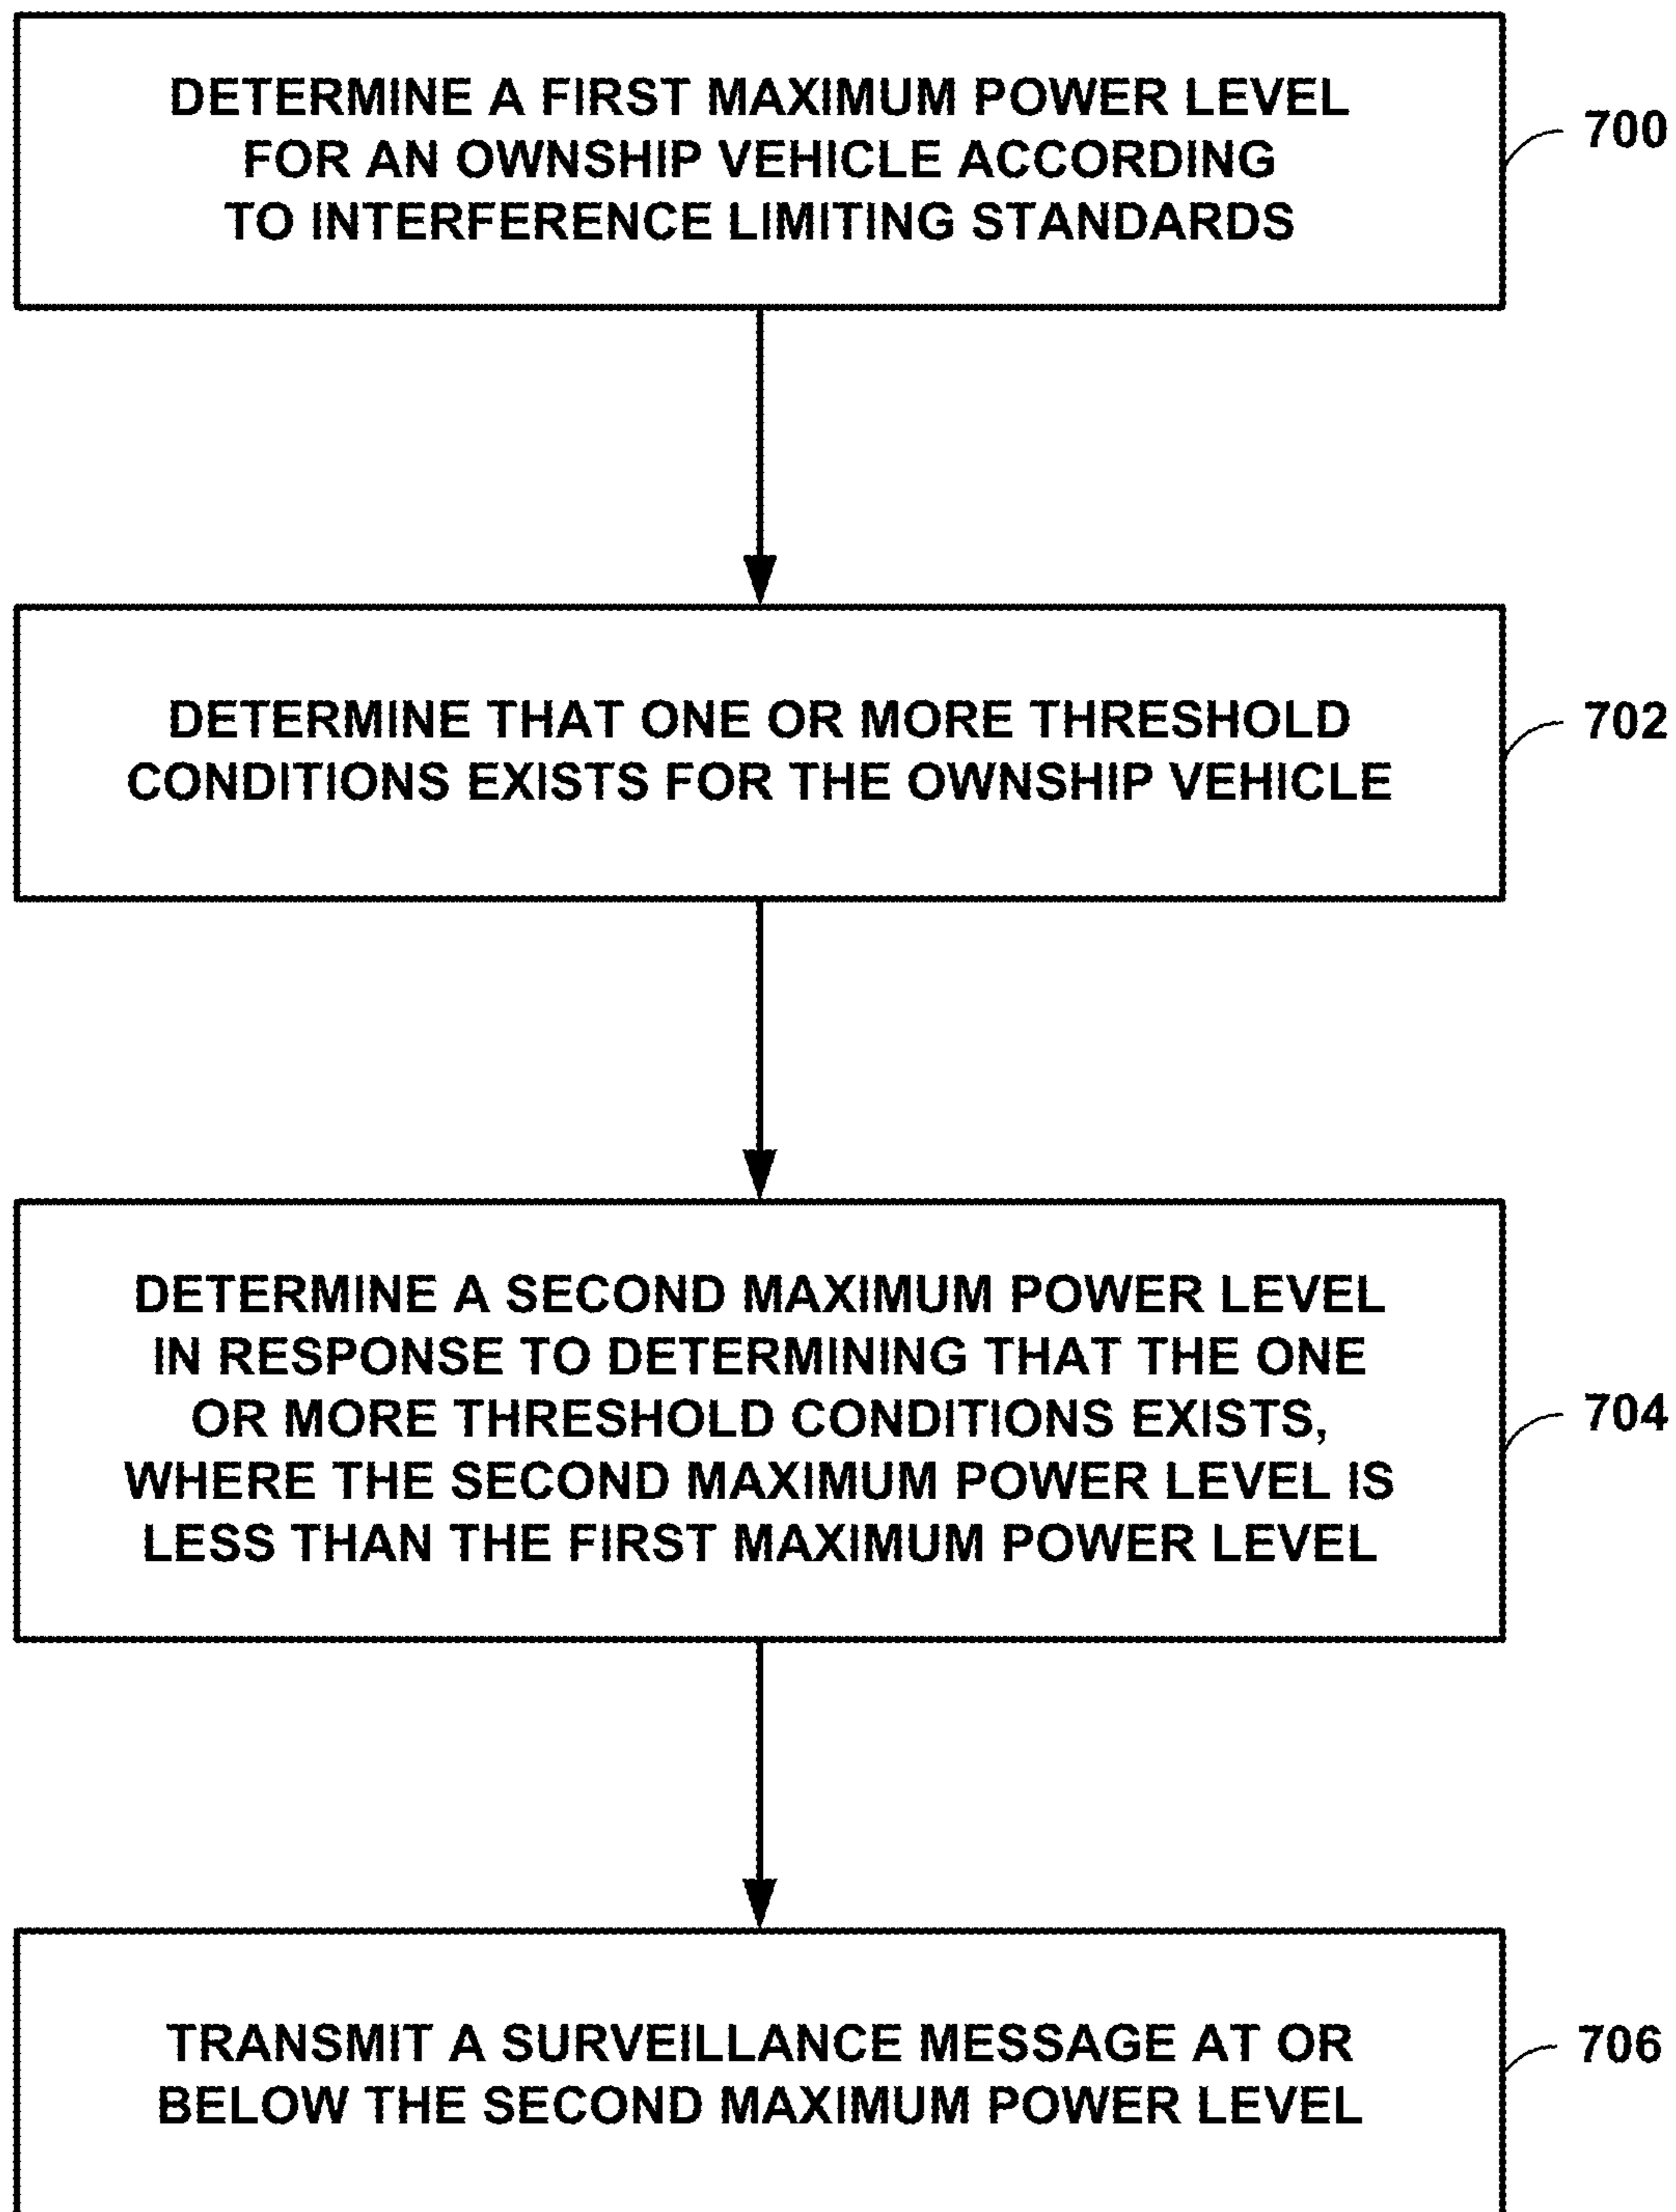 DETERMINE A FIRST MAXIMUM POWER LEVEL
FOR AN OWNSHIP VEHICLE ACCORDING
TO INTERFERENCE LIMITING STANDARDS
700
DETERMINE THAT ONE OR MORE THRESHOLD
CONDITIONS EXISTS FOR THE OWNSHIP VEHICLE
702
DETERMINE A SECOND MAXIMUM POWER LEVEL
IN RESPONSE TO DETERMINING THAT THE ONE
OR MORE THRESHOLD CONDITIONS EXISTS,
WHERE THE SECOND MAXIMUM POWER LEVEL IS
LESS THAN THE FIRST MAXIMUM POWER LEVEL
704
TRANSMIT A SURVEILLANCE MESSAGE AT OR
BELOW THE SECOND MAXIMUM POWER LEVEL
706